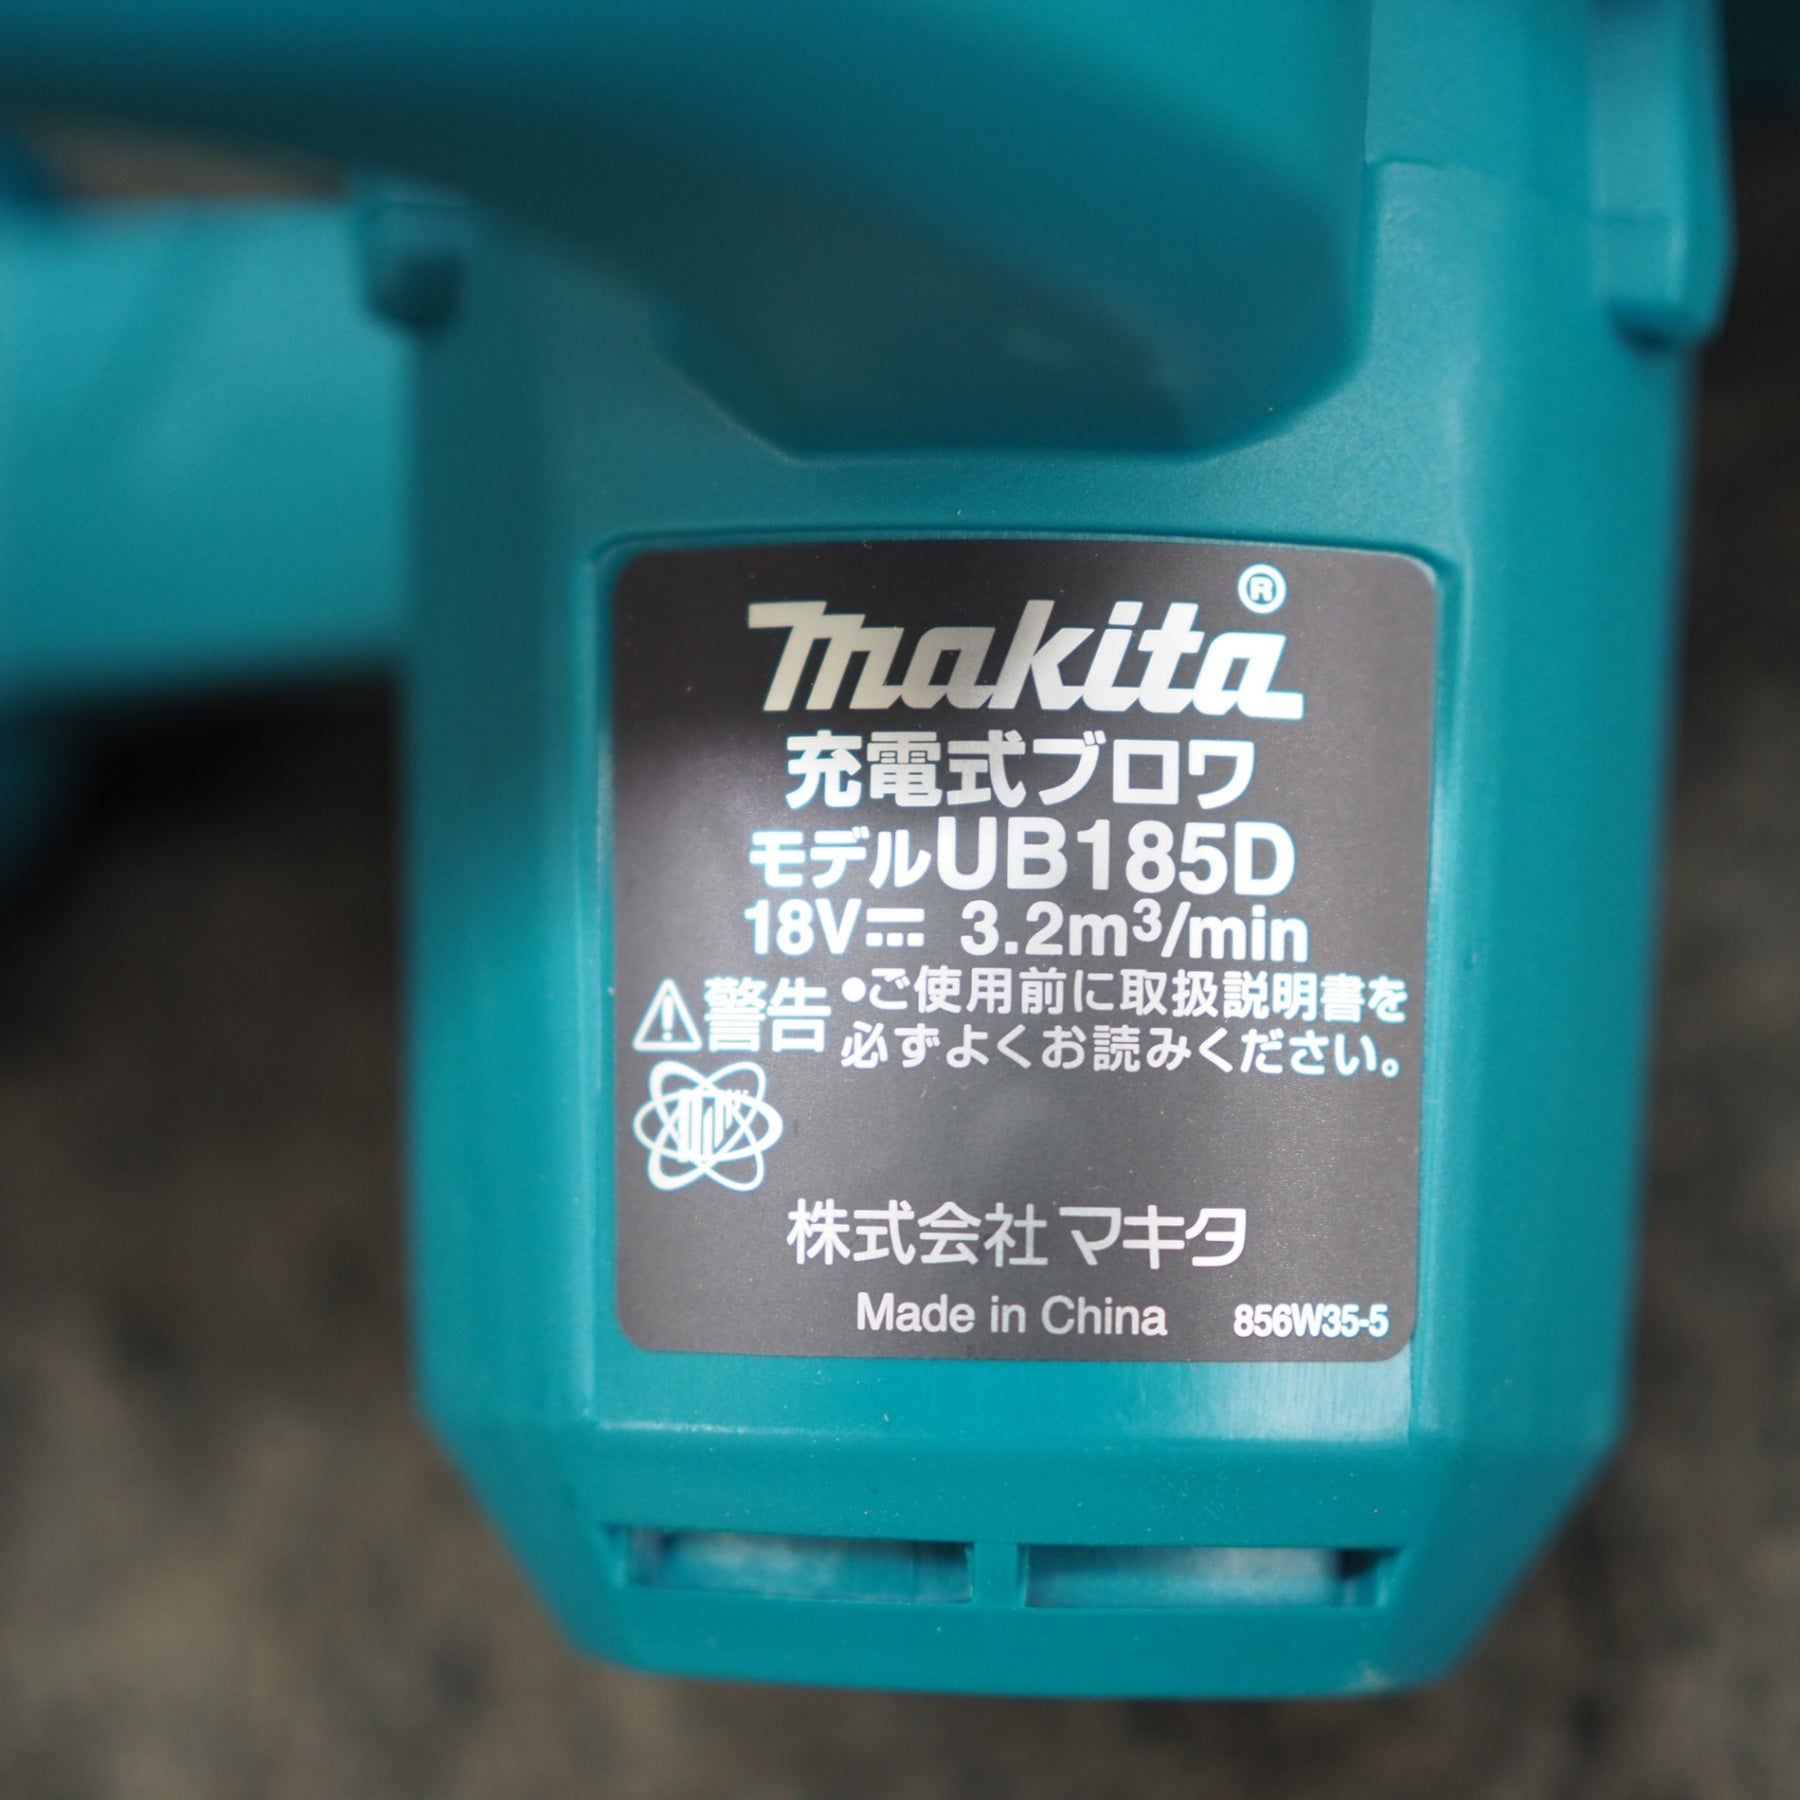 makita®
充電式ブロワ
モデルUB185D
18V⎓ 3.2m³/min
⚠警告 •ご使用前に取扱説明書を
必ずよくお読みください。
株式会社マキタ
Made in China 856W35-5